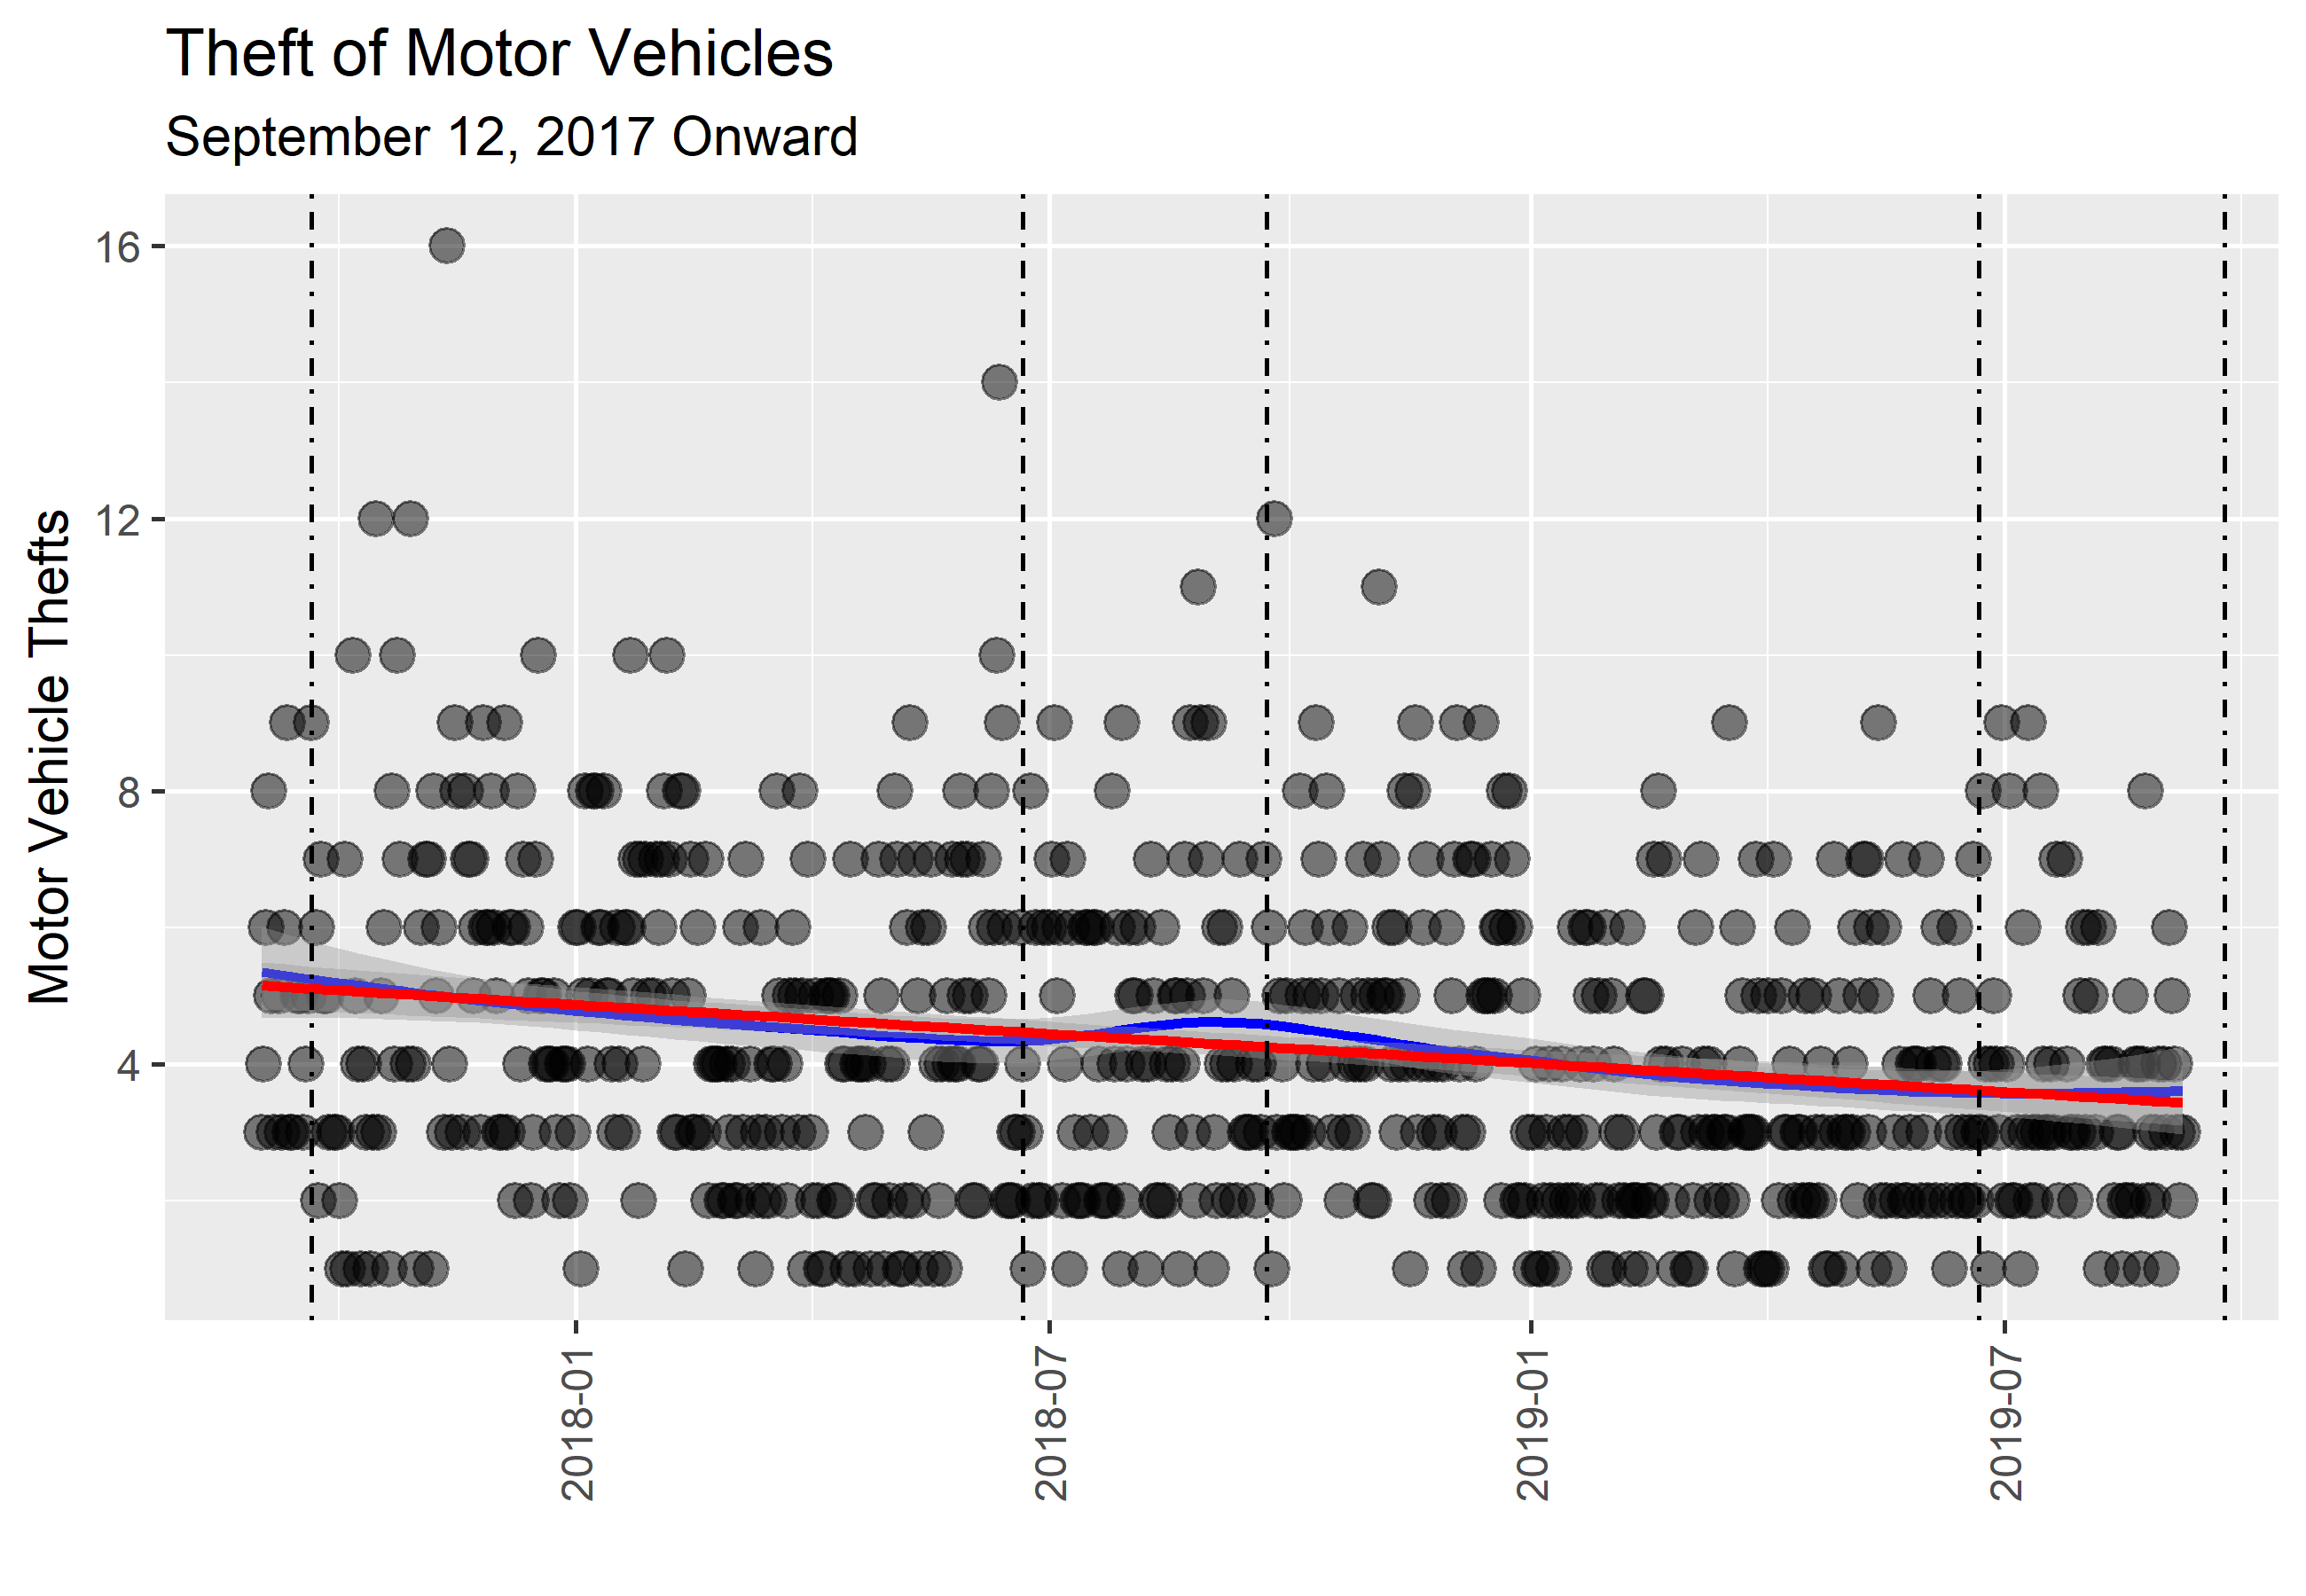 Theft of Motor Vehicles
September 12, 2017 Onward
Motor Vehicle Thefts
16
12
8
4
2018-01
2018-07
2019-01
2019-07